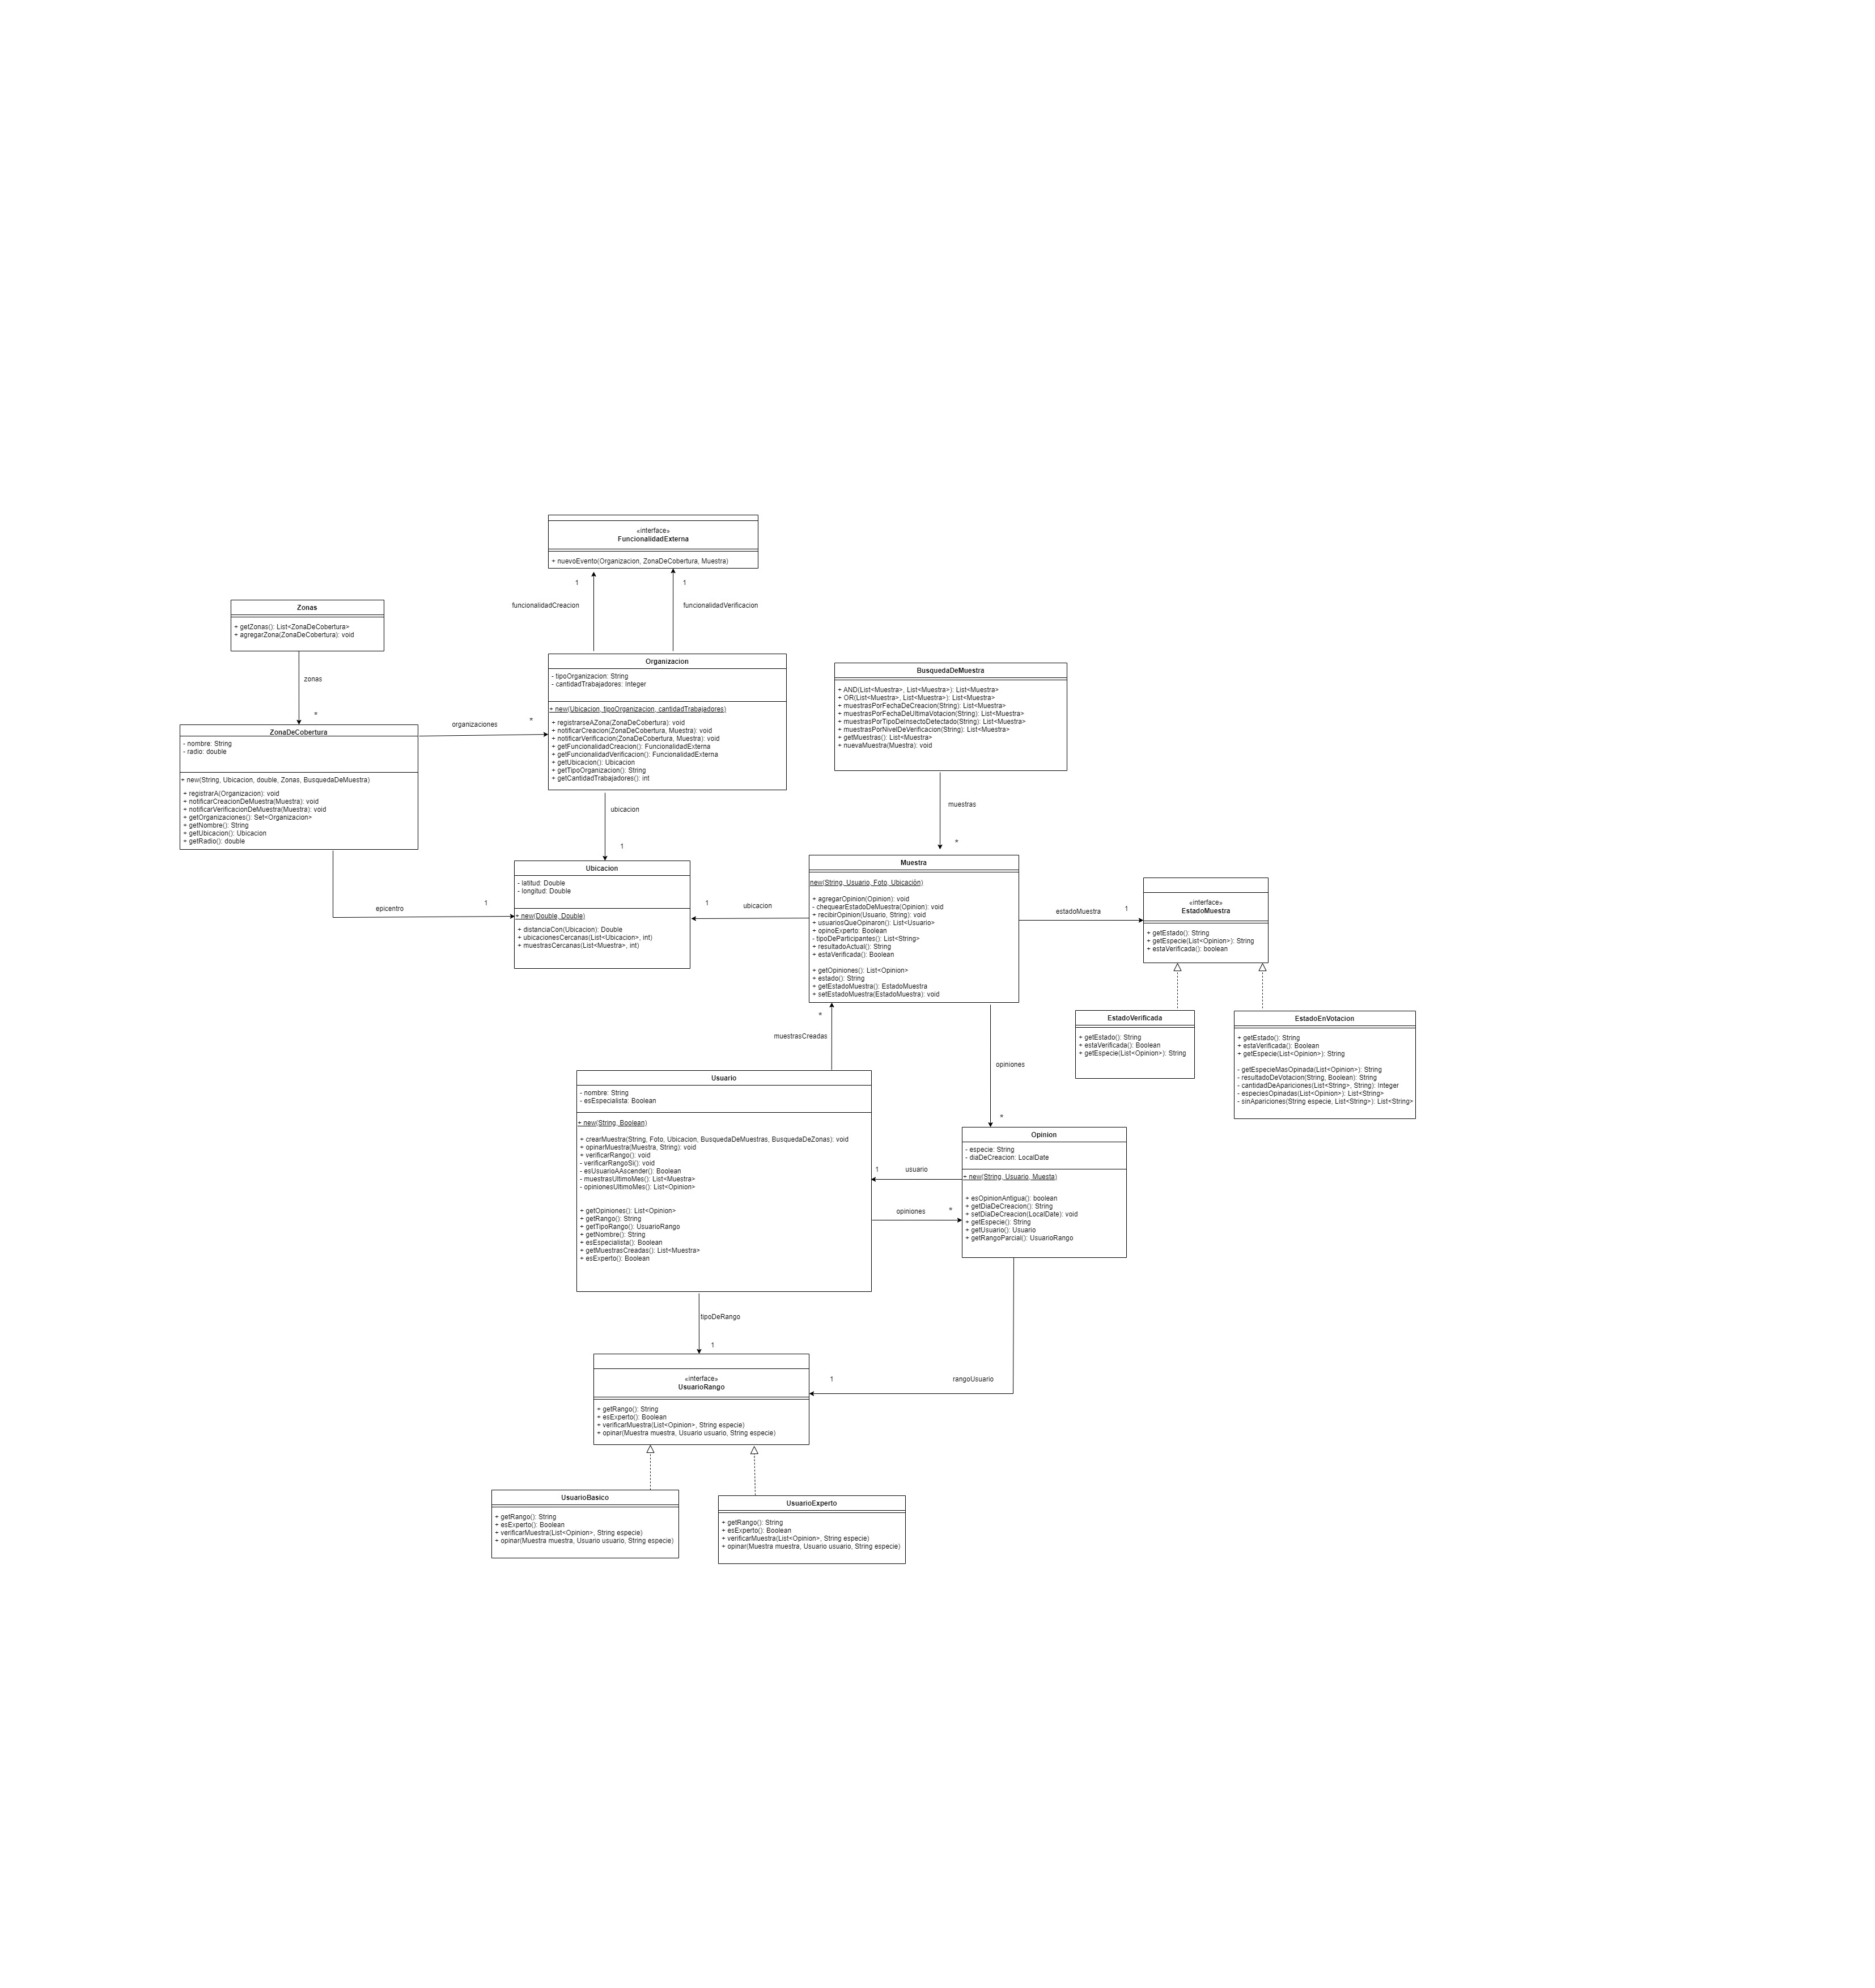 «interface»
FuncionalidadExterna
+ nuevoEvento(Organizacion, ZonaDeCobertura, Muestra)
1
1
funcionalidadCreacion
funcionalidadVerificacion
Zonas
+ getZonas(): List<ZonaDeCobertura>
+ agregarZona(ZonaDeCobertura): void
zonas
*
Organizacion
- tipoOrganizacion: String
- cantidadTrabajadores: Integer
+ new(Ubicacion, tipoOrganizacion, cantidadTrabajadores)
+ registrarseAZona(ZonaDeCobertura): void
+ notificarCreacion(ZonaDeCobertura, Muestra): void
+ notificarVerificacion(ZonaDeCobertura, Muestra): void
+ getFuncionalidadCreacion(): FuncionalidadExterna
+ getFuncionalidadVerificacion(): FuncionalidadExterna
+ getUbicacion(): Ubicacion
+ getTipoOrganizacion(): String
+ getCantidadTrabajadores(): int
BusquedaDeMuestra
+ AND(List<Muestra>, List<Muestra>): List<Muestra>
+ OR(List<Muestra>, List<Muestra>): List<Muestra>
+ muestrasPorFechaDeCreacion(String): List<Muestra>
+ muestrasPorFechaDeUltimaVotacion(String): List<Muestra>
+ muestrasPorTipoDeInsectoDetectado(String): List<Muestra>
+ muestrasPorNivelDeVerificacion(String): List<Muestra>
+ getMuestras(): List<Muestra>
+ nuevaMuestra(Muestra): void
organizaciones
*
ZonaDeCobertura
- nombre: String
- radio: double
+ new(String, Ubicacion, double, Zonas, BusquedaDeMuestra)
+ registrarA(Organizacion): void
+ notificarCreacionDeMuestra(Muestra): void
+ notificarVerificacionDeMuestra(Muestra): void
+ getOrganizaciones(): Set<Organizacion>
+ getNombre(): String
+ getUbicacion(): Ubicacion
+ getRadio(): double
ubicacion
1
muestras
*
epicentro
1
Ubicacion
- latitud: Double
- longitud: Double
+ new(Double, Double)
+ distanciaCon(Ubicacion): Double
+ ubicacionesCercanas(List<Ubicacion>, int)
+ muestrasCercanas(List<Muestra>, int)
1
ubicacion
Muestra
new(String, Usuario, Foto, Ubicación)
+ agregarOpinion(Opinion): void
- chequearEstadoDeMuestra(Opinion): void
+ recibirOpinion(Usuario, String): void
+ usuariosQueOpinaron(): List<Usuario>
+ opinoExperto: Boolean
- tipoDeParticipantes(): List<String>
+ resultadoActual(): String
+ estaVerificada(): Boolean
+ getOpiniones(): List<Opinion>
+ estado(): String
+ getEstadoMuestra(): EstadoMuestra
+ setEstadoMuestra(EstadoMuestra): void
estadoMuestra
1
«interface»
EstadoMuestra
+ getEstado(): String
+ getEspecie(List<Opinion>): String
+ estaVerificada(): boolean
EstadoVerificada
+ getEstado(): String
+ estaVerificada(): Boolean
+ getEspecie(List<Opinion>): String
EstadoEnVotacion
+ getEstado(): String
+ estaVerificada(): Boolean
+ getEspecie(List<Opinion>): String
- getEspecieMasOpinada(List<Opinion>): String
- resultadoDeVotacion(String, Boolean): String
- cantidadDeApariciones(List<String>, String): Integer
- especiesOpinadas(List<Opinion>): List<String>
- sinApariciones(String especie, List<String>): List<String>
*
muestrasCreadas
opiniones
*
Usuario
- nombre: String
- esEspecialista: Boolean
+ new(String, Boolean)
+ crearMuestra(String, Foto, Ubicacion, BusquedaDeMuestras, BusquedaDeZonas): void
+ opinarMuestra(Muestra, String): void
+ verificarRango(): void
- verificarRangoSi(): void
- esUsuarioAAscender(): Boolean
- muestrasUltimoMes(): List<Muestra>
- opinionesUltimoMes(): List<Opinion>
+ getOpiniones(): List<Opinion>
+ getRango(): String
+ getTipoRango(): UsuarioRango
+ getNombre(): String
+ esEspecialista(): Boolean
+ getMuestrasCreadas(): List<Muestra>
+ esExperto(): Boolean
1
usuario
opiniones
*
Opinion
- especie: String
- diaDeCreacion: LocalDate
+ new(String, Usuario, Muesta)
+ esOpinionAntigua(): boolean
+ getDiaDeCreacion(): String
+ setDiaDeCreacion(LocalDate): void
+ getEspecie(): String
+ getUsuario(): Usuario
+ getRangoParcial(): UsuarioRango
tipoDeRango
1
1
rangoUsuario
«interface»
UsuarioRango
+ getRango(): String
+ esExperto(): Boolean
+ verificarMuestra(List<Opinion>, String especie)
+ opinar(Muestra muestra, Usuario usuario, String especie)
UsuarioBasico
+ getRango(): String
+ esExperto(): Boolean
+ verificarMuestra(List<Opinion>, String especie)
+ opinar(Muestra muestra, Usuario usuario, String especie)
UsuarioExperto
+ getRango(): String
+ esExperto(): Boolean
+ verificarMuestra(List<Opinion>, String especie)
+ opinar(Muestra muestra, Usuario usuario, String especie)